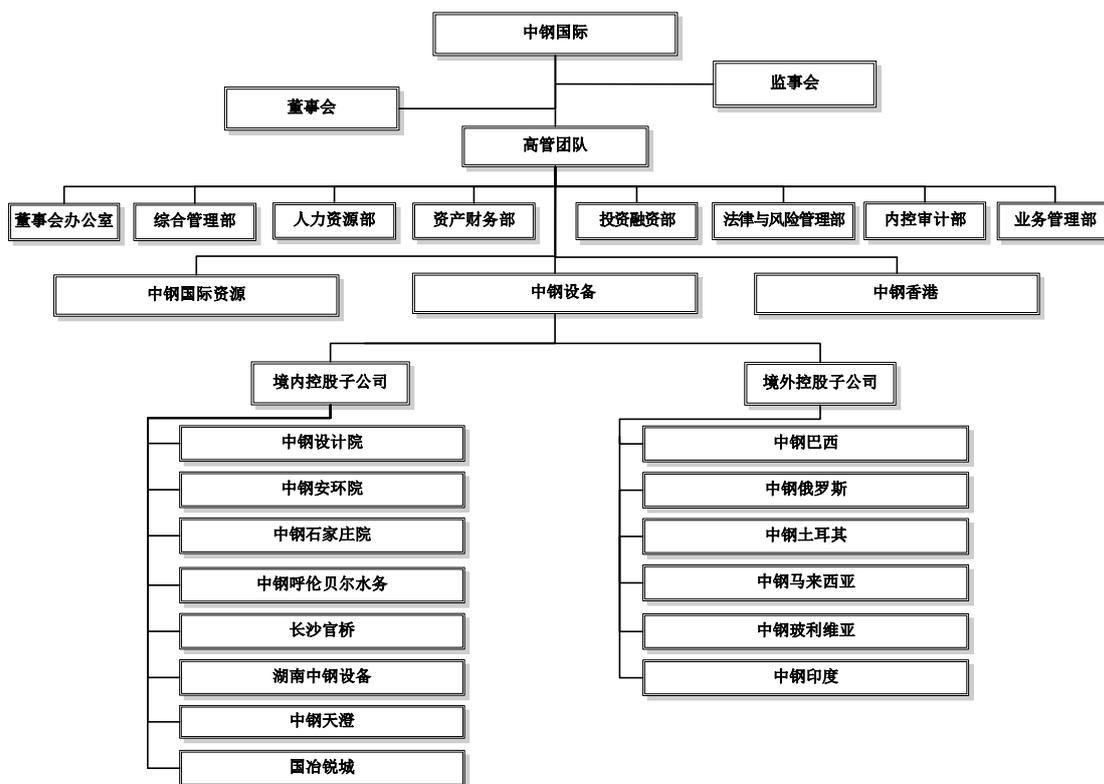 中钢国际
监事会
董事会
高管团队
董事会办公室
综合管理部
人力资源部
资产财务部
投资融资部
法律与风险管理部
内控审计部
业务管理部
中钢国际资源
中钢设备
中钢香港
境内控股子公司
境外控股子公司
中钢设计院
中钢安环院
中钢石家庄院
中钢呼伦贝尔水务
长沙官桥
湖南中钢设备
中钢天澄
国冶锐城
中钢巴西
中钢俄罗斯
中钢土耳其
中钢马来西亚
中钢玻利维亚
中钢印度